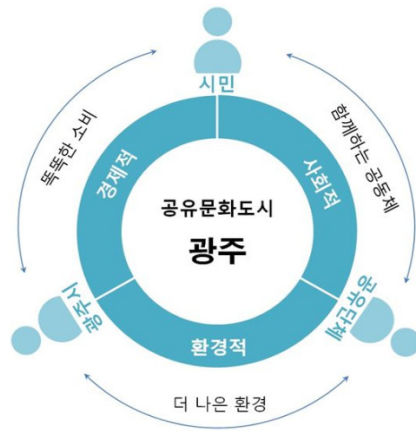 시민
똑똑한 소비
함께하는 공동체
경제적
사회적
공유문화도시
광주
광주시
공유단체
환경적
더 나은 환경